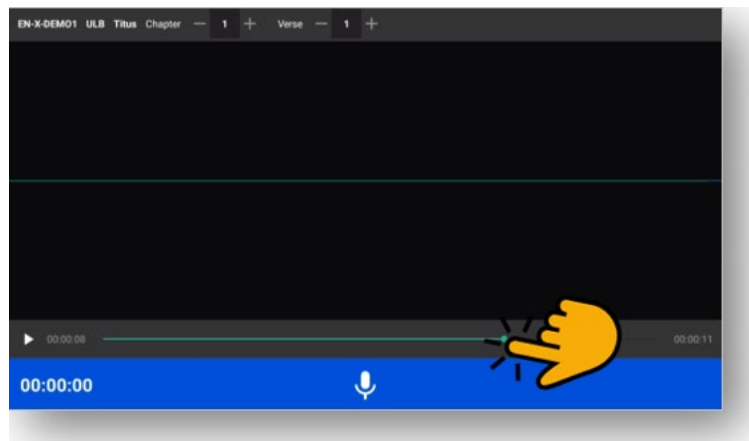 EN-X-DEMO1 ULB Titus Chapter — 1 + Verse — 1 +
00:00:08 00:00:11
00:00:00